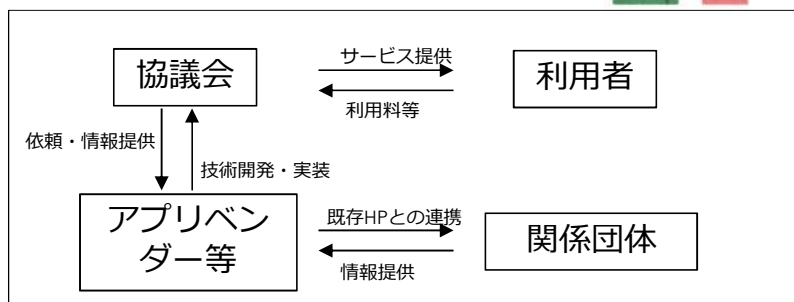 サービス提供
協議会
利用者
利用料等
依頼・情報提供
技術開発・実装
アプリベン
ダー等
既存HPとの連携
関係団体
情報提供